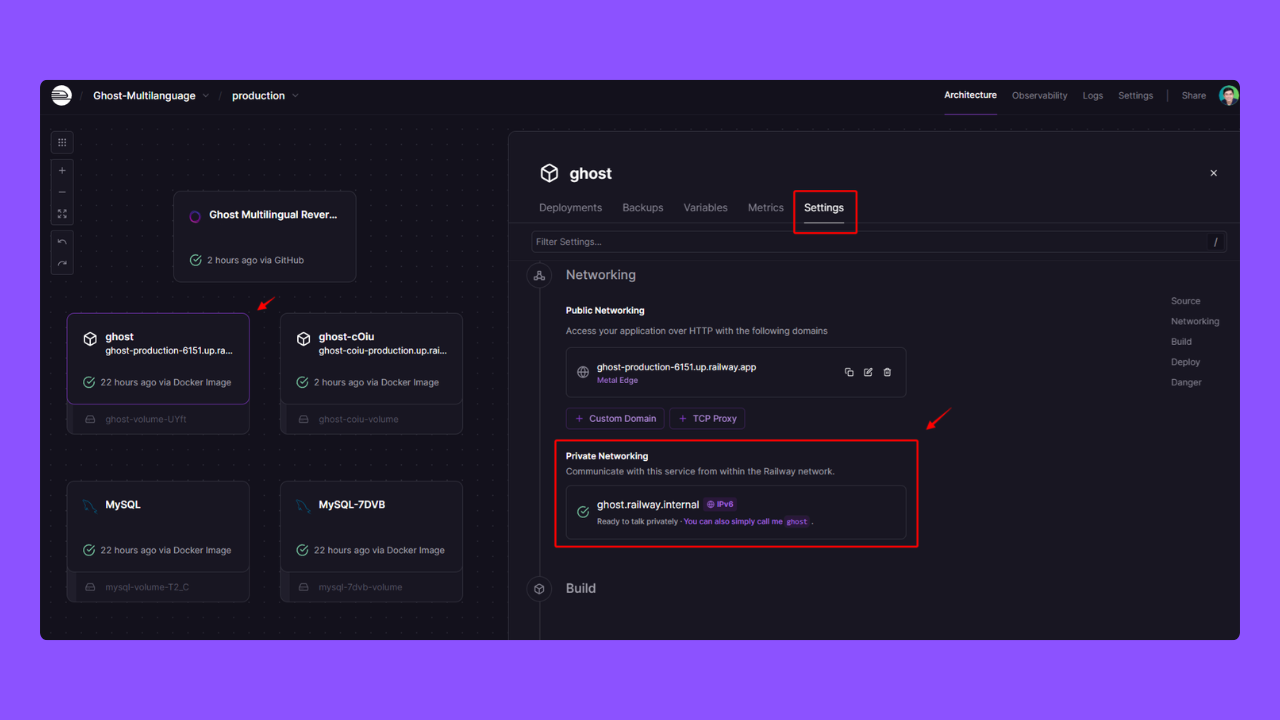 Ghost-Multilanguage / production
Architecture Observability Logs Settings | Share
Ghost Multilingual Rever...
2 hours ago via GitHub
ghost
ghost-production-6151.up.ra...
22 hours ago via Docker Image
ghost-volume-UYft
ghost-cOiu
ghost-coiu-production.up.rai...
2 hours ago via Docker Image
ghost-coiu-volume
MySQL
22 hours ago via Docker Image
mysql-volume-T2_C
MySQL-7DVB
22 hours ago via Docker Image
mysql-7dvb-volume
ghost
Deployments Backups Variables Metrics Settings
Filter Settings... /
Networking
Public Networking
Access your application over HTTP with the following domains
ghost-production-6151.up.railway.app
Metal Edge
+ Custom Domain + TCP Proxy
Private Networking
Communicate with this service from within the Railway network.
ghost.railway.internal IPv6
Ready to talk privately · You can also simply call me ghost .
Build
Source
Networking
Build
Deploy
Danger